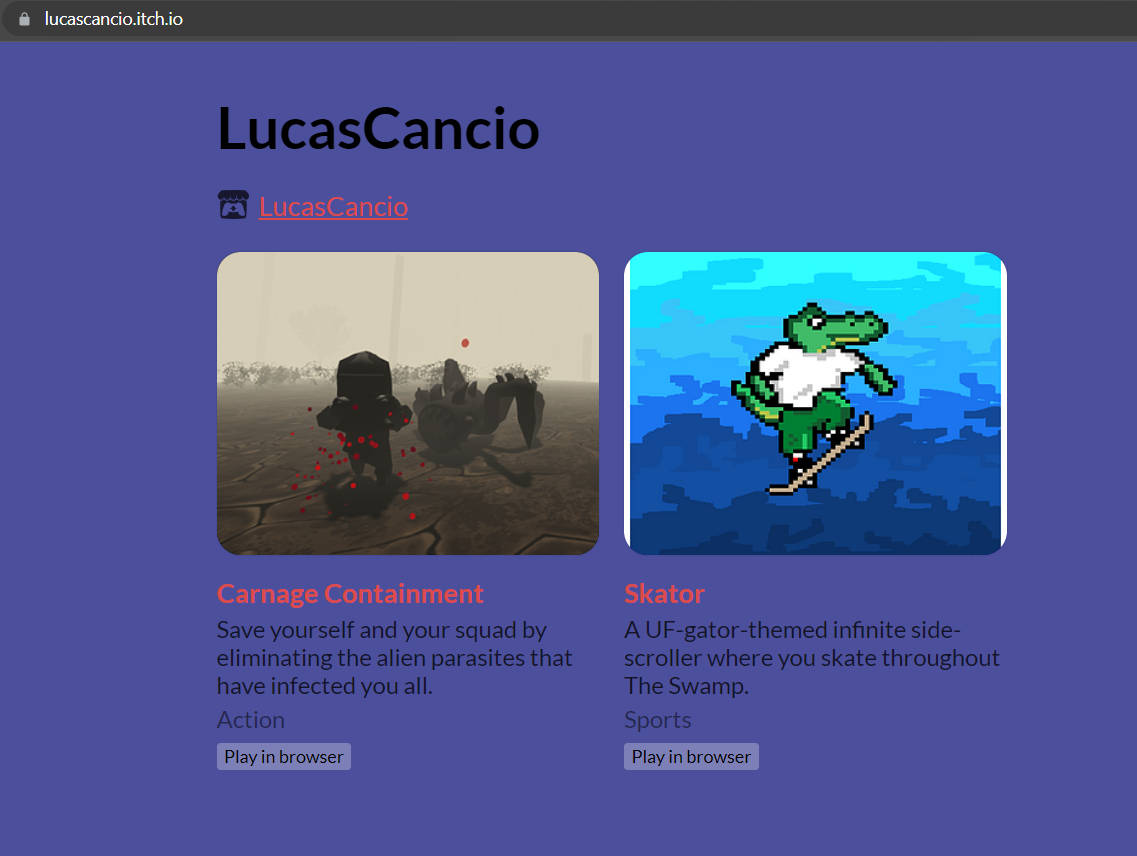 lucascancio.itch.io
LucasCancio
LucasCancio
Carnage Containment
Save yourself and your squad by
eliminating the alien parasites that
have infected you all.
Action
Play in browser
Skator
A UF-gator-themed infinite side-
scroller where you skate throughout
The Swamp.
Sports
Play in browser